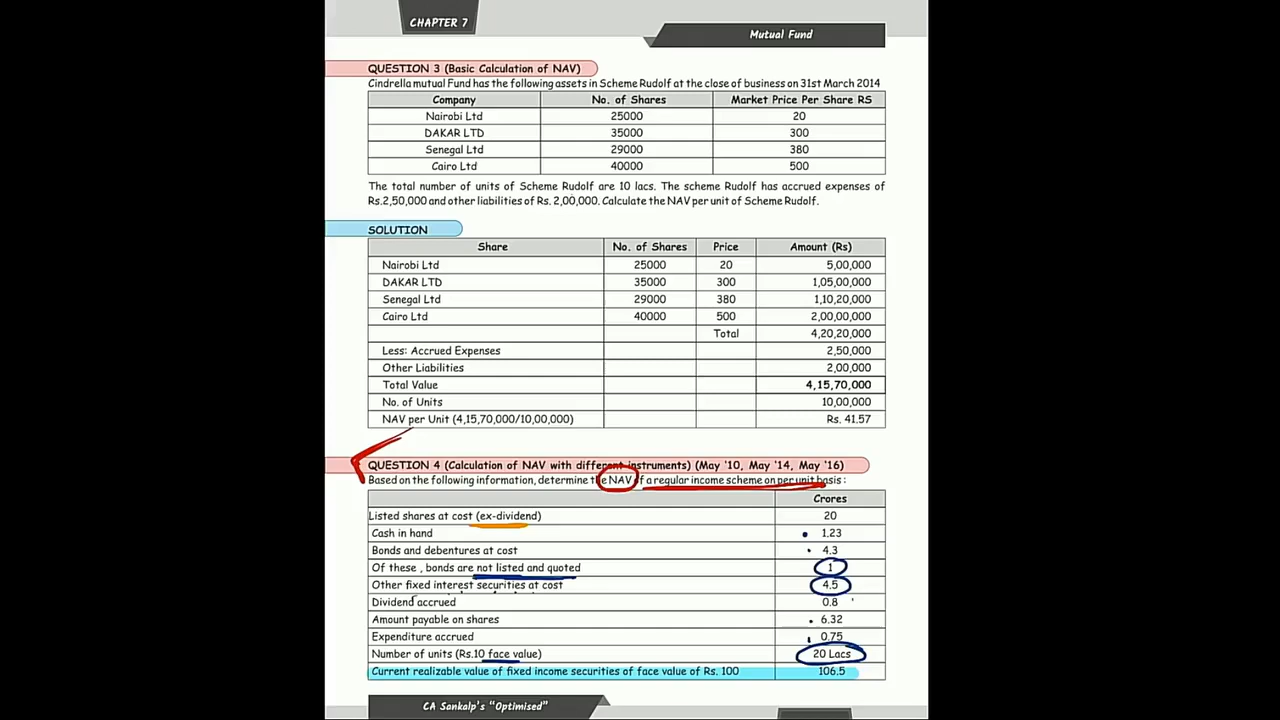 CHAPTER 7
Mutual Fund
QUESTION 3 (Basic Calculation of NAV)
Cindrella mutual Fund has the following assets in Scheme Rudolf at the close of business on 31st March 2014
Company No. of Shares Market Price Per Share RS
Nairobi Ltd 25000 20
DAKAR LTD 35000 300
Senegal Ltd 29000 380
Cairo Ltd 40000 500
The total number of units of Scheme Rudolf are 10 lacs. The scheme Rudolf has accrued expenses of
Rs.2,50,000 and other liabilities of Rs. 2,00,000. Calculate the NAV per unit of Scheme Rudolf.
SOLUTION
Share No. of Shares Price Amount (Rs)
Nairobi Ltd 25000 20 5,00,000
DAKAR LTD 35000 300 1,05,00,000
Senegal Ltd 29000 380 1,10,20,000
Cairo Ltd 40000 500 2,00,00,000
Total 4,20,20,000
Less: Accrued Expenses 2,50,000
Other Liabilities 2,00,000
Total Value 4,15,70,000
No. of Units 10,00,000
NAV per Unit (4,15,70,000/10,00,000) Rs. 41.57
QUESTION 4 (Calculation of NAV with different instruments) (May '10, May '14, May '16)
Based on the following information, determine the NAV of a regular income scheme on per unit basis :
Crores
Listed shares at cost (ex-dividend) 20
Cash in hand 1.23
Bonds and debentures at cost 4.3
Of these , bonds are not listed and quoted 1
Other fixed interest securities at cost 4.5
Dividend accrued 0.8
Amount payable on shares 6.32
Expenditure accrued 0.75
Number of units (Rs.10 face value) 20 Lacs
Current realizable value of fixed income securities of face value of Rs. 100 106.5
CA Sankalp's "Optimised"